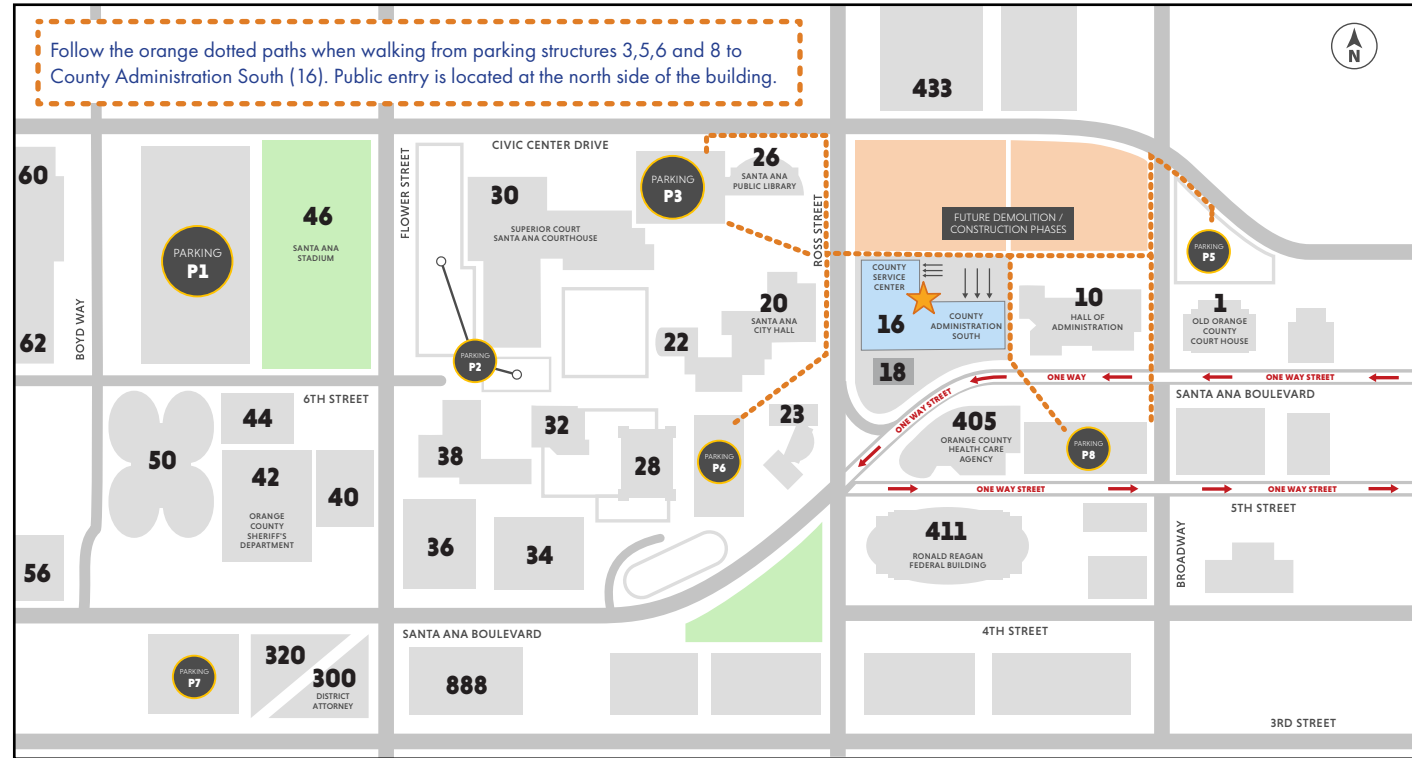 Follow the orange dotted paths when walking from parking structures 3,5,6 and 8 to
County Administration South (16). Public entry is located at the north side of the building.
N
433
CIVIC CENTER DRIVE
60
46
SANTA ANA
STADIUM
PARKING
P1
BOYD WAY
62
FLOWER STREET
30
SUPERIOR COURT
SANTA ANA COURTHOUSE
PARKING
P3
26
SANTA ANA
PUBLIC LIBRARY
ROSS STREET
FUTURE DEMOLITION /
CONSTRUCTION PHASES
PARKING
P5
COUNTY
SERVICE
CENTER
16
COUNTY
ADMINISTRATION
SOUTH
10
HALL OF
ADMINISTRATION
1
OLD ORANGE
COUNTY
COURT HOUSE
20
SANTA ANA
CITY HALL
22
PARKING
P2
18
ONE WAY
ONE WAY STREET
SANTA ANA BOULEVARD
ONE WAY STREET
6TH STREET
44
50
42
ORANGE
COUNTY
SHERIFF'S
DEPARTMENT
40
38
32
28
PARKING
P6
23
405
ORANGE COUNTY
HEALTH CARE
AGENCY
PARKING
P8
ONE WAY STREET
ONE WAY STREET
5TH STREET
56
36
34
411
RONALD REAGAN
FEDERAL BUILDING
BROADWAY
SANTA ANA BOULEVARD
4TH STREET
PARKING
P7
320
300
DISTRICT
ATTORNEY
888
3RD STREET